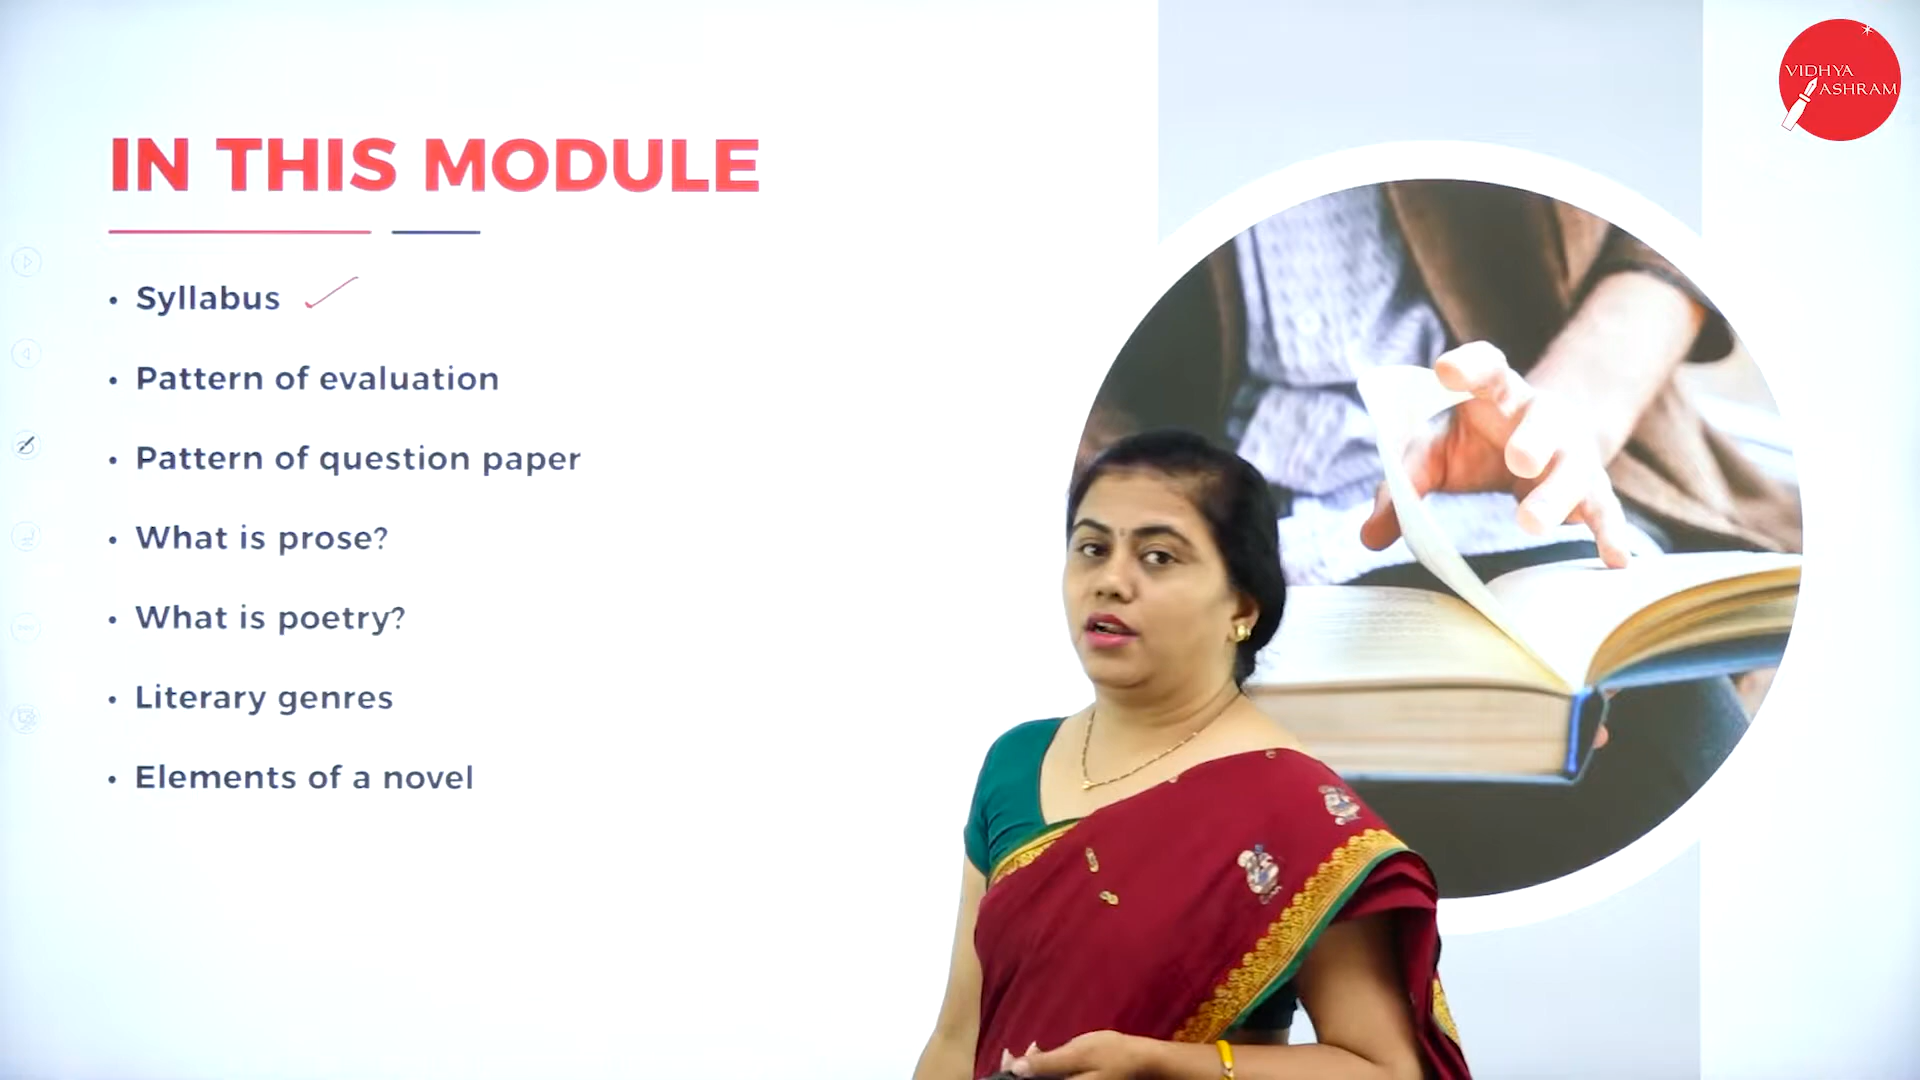 VIDHYA
ASHRAM
IN THIS MODULE
• Syllabus
• Pattern of evaluation
• Pattern of question paper
• What is prose?
• What is poetry?
• Literary genres
• Elements of a novel